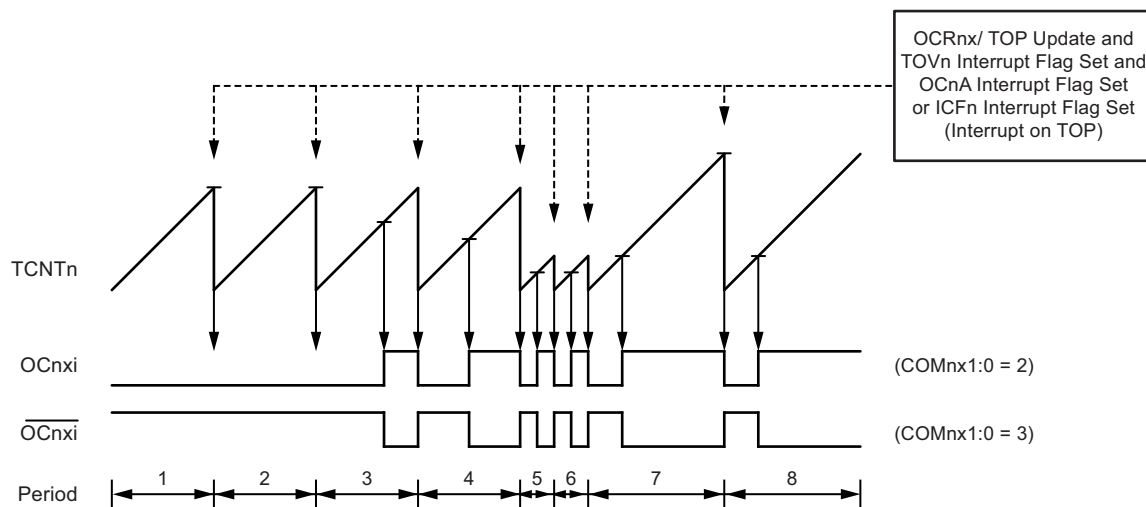 OCRnx/ TOP Update and
TOVn Interrupt Flag Set and
OCnA Interrupt Flag Set
or ICFn Interrupt Flag Set
(Interrupt on TOP)
TCNTn
OCnxi
(COMnx1:0 = 2)
OCnxi
(COMnx1:0 = 3)
Period
1 2 3 4 5 6 7 8